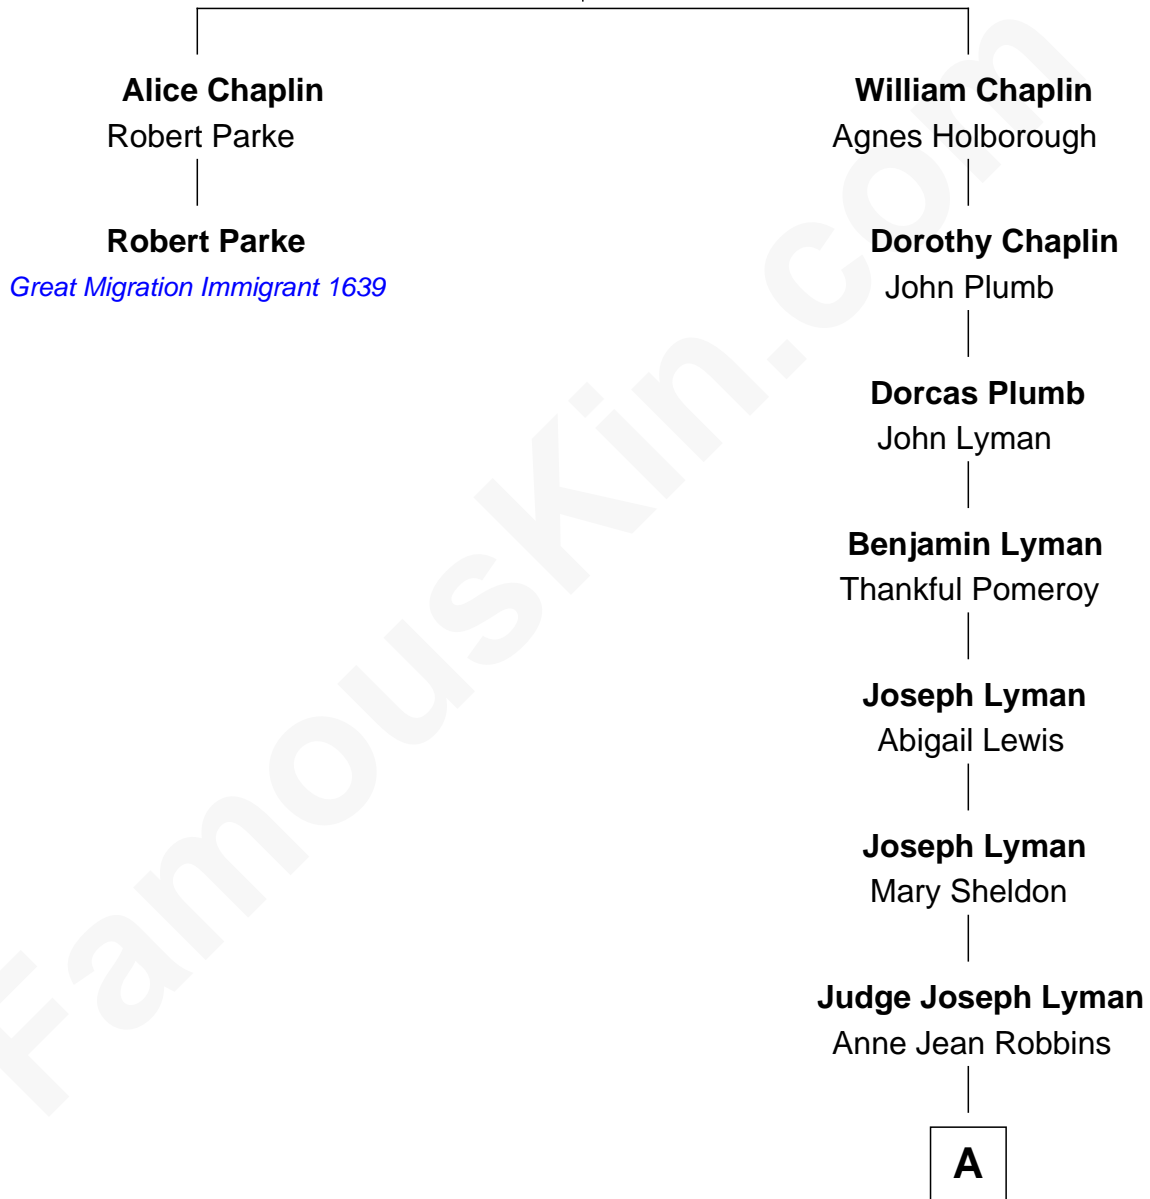 Alice Chaplin
Robert Parke
Robert Parke
Great Migration Immigrant 1639
William Chaplin
Agnes Holborough
Dorothy Chaplin
John Plumb
Dorcas Plumb
John Lyman
Benjamin Lyman
Thankful Pomeroy
Joseph Lyman
Abigail Lewis
Joseph Lyman
Mary Sheldon
Judge Joseph Lyman
Anne Jean Robbins
A
FamousKin.com